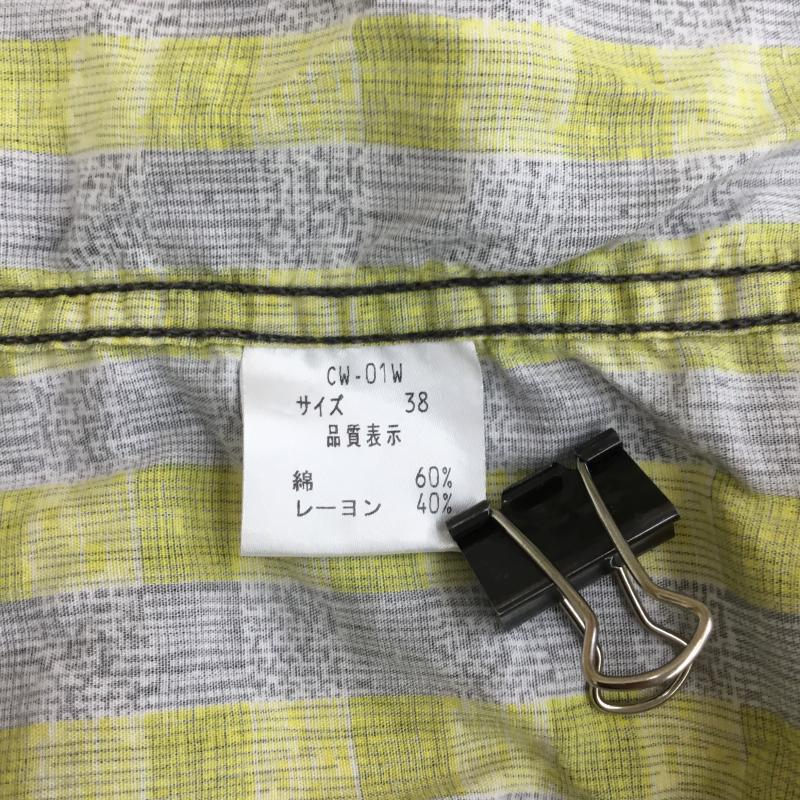 CW-01W
サイズ 38
品質表示
綿 60%
レーヨン 40%